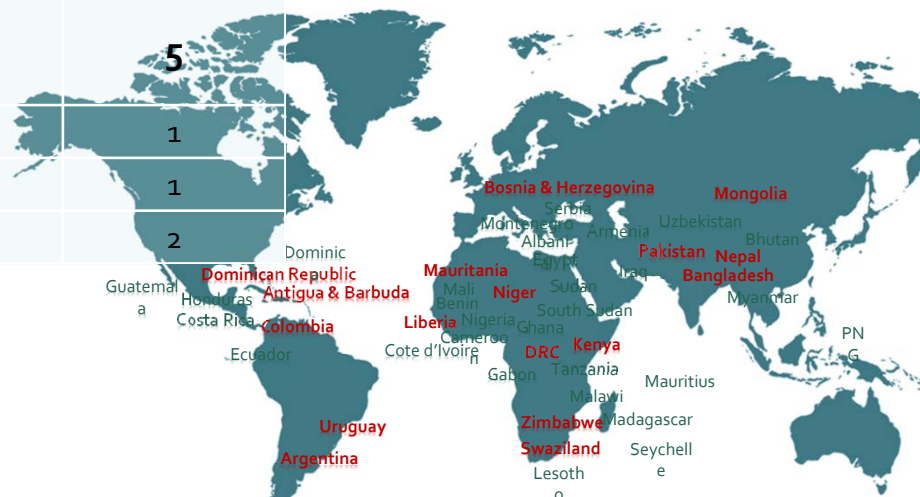 5
1
1
2
Bosnia & Herzegovina
Mongolia
Serbia
Montenegro
Uzbekistan
Armenia
Albani
Bhutan
Pakistan
Dominic
a
Egypt
Nepal
Iraq
Dominican Republic
Mauritania
Bangladesh
Guatemal
a
Antigua & Barbuda
Mali
Niger
Sudan
Honduras
Benin
Myanmar
South Sudan
Costa Rica
Colombia
Liberia
Nigeria
Ghana
Cameroo
n
PN
G
Ecuador
Cote d'Ivoire
DRC
Kenya
Gabon
Tanzania
Mauritius
Malawi
Uruguay
Zimbabwe
Madagascar
Argentina
Swaziland
Seychell
e
Lesoth
o